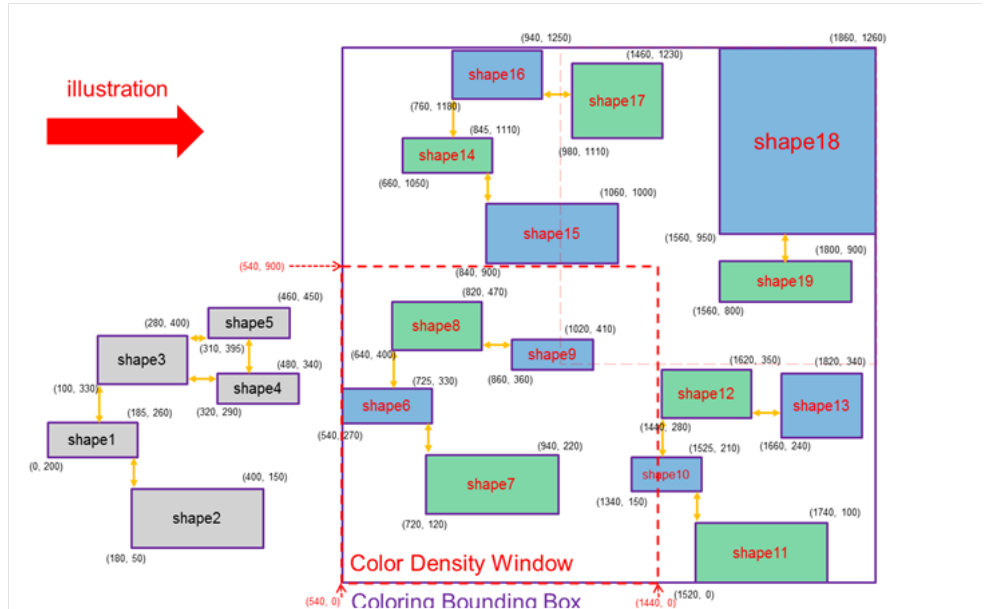 (940, 1250)
(1860, 1260)
(1460, 1230)
illustration
shape16
(760, 1180)
shape17
(845, 1110)
shape14
(980, 1110)
shape18
(660, 1050)
(1060, 1000)
shape15
(1560, 950)
(1800, 900)
(540, 900)
(840, 900)
shape19
(820, 470)
(1560, 800)
(460, 450)
(280, 400)
shape5
shape8
(1020, 410)
shape3
(310, 395)
(640, 400)
shape9
(480, 340)
(860, 360)
(1620, 350)
(1820, 340)
(100, 330)
shape4
(725, 330)
shape12
shape13
(185, 260)
(320, 290)
shape6
(540, 270)
(1440, 280)
shape1
(1525, 210)
(1660, 240)
(0, 200)
(940, 220)
(400, 150)
shape10
shape7
(1340, 150)
shape2
(720, 120)
(1740, 100)
(180, 50)
shape11
Color Density Window
(1520, 0)
(540, 0)
Coloring Bounding Box
(1440, 0)